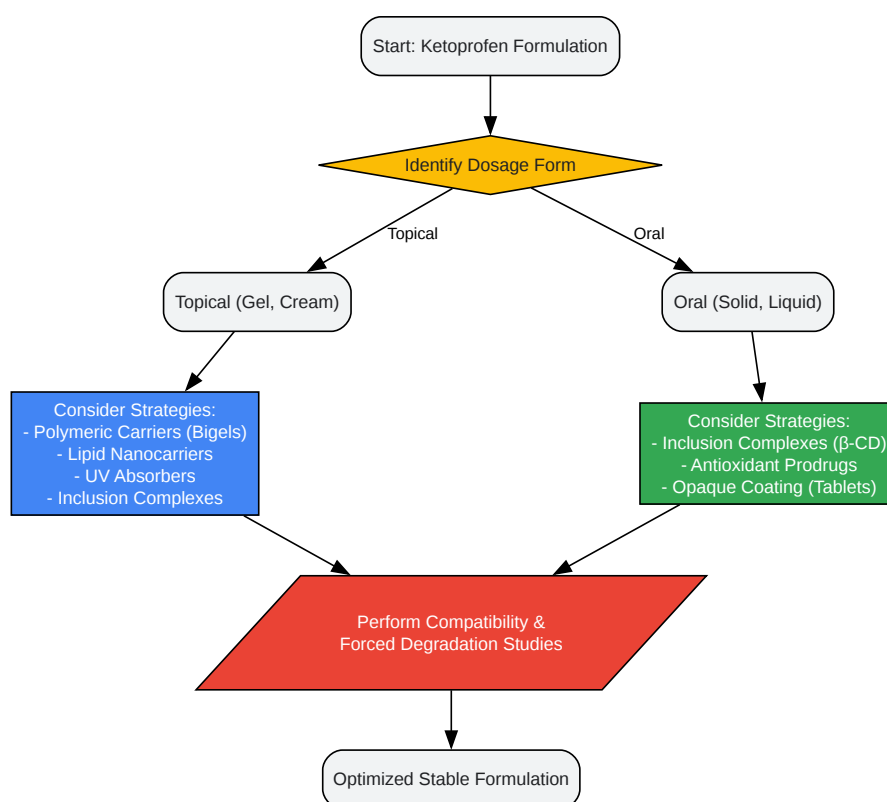 Start: Ketoprofen Formulation
Identify Dosage Form
Topical
Oral
Topical (Gel, Cream)
Oral (Solid, Liquid)
Consider Strategies:
- Polymeric Carriers (Bigels)
- Lipid Nanocarriers
- UV Absorbers
- Inclusion Complexes
Consider Strategies:
- Inclusion Complexes (β-CD)
- Antioxidant Prodrugs
- Opaque Coating (Tablets)
Perform Compatibility &
Forced Degradation Studies
Optimized Stable Formulation